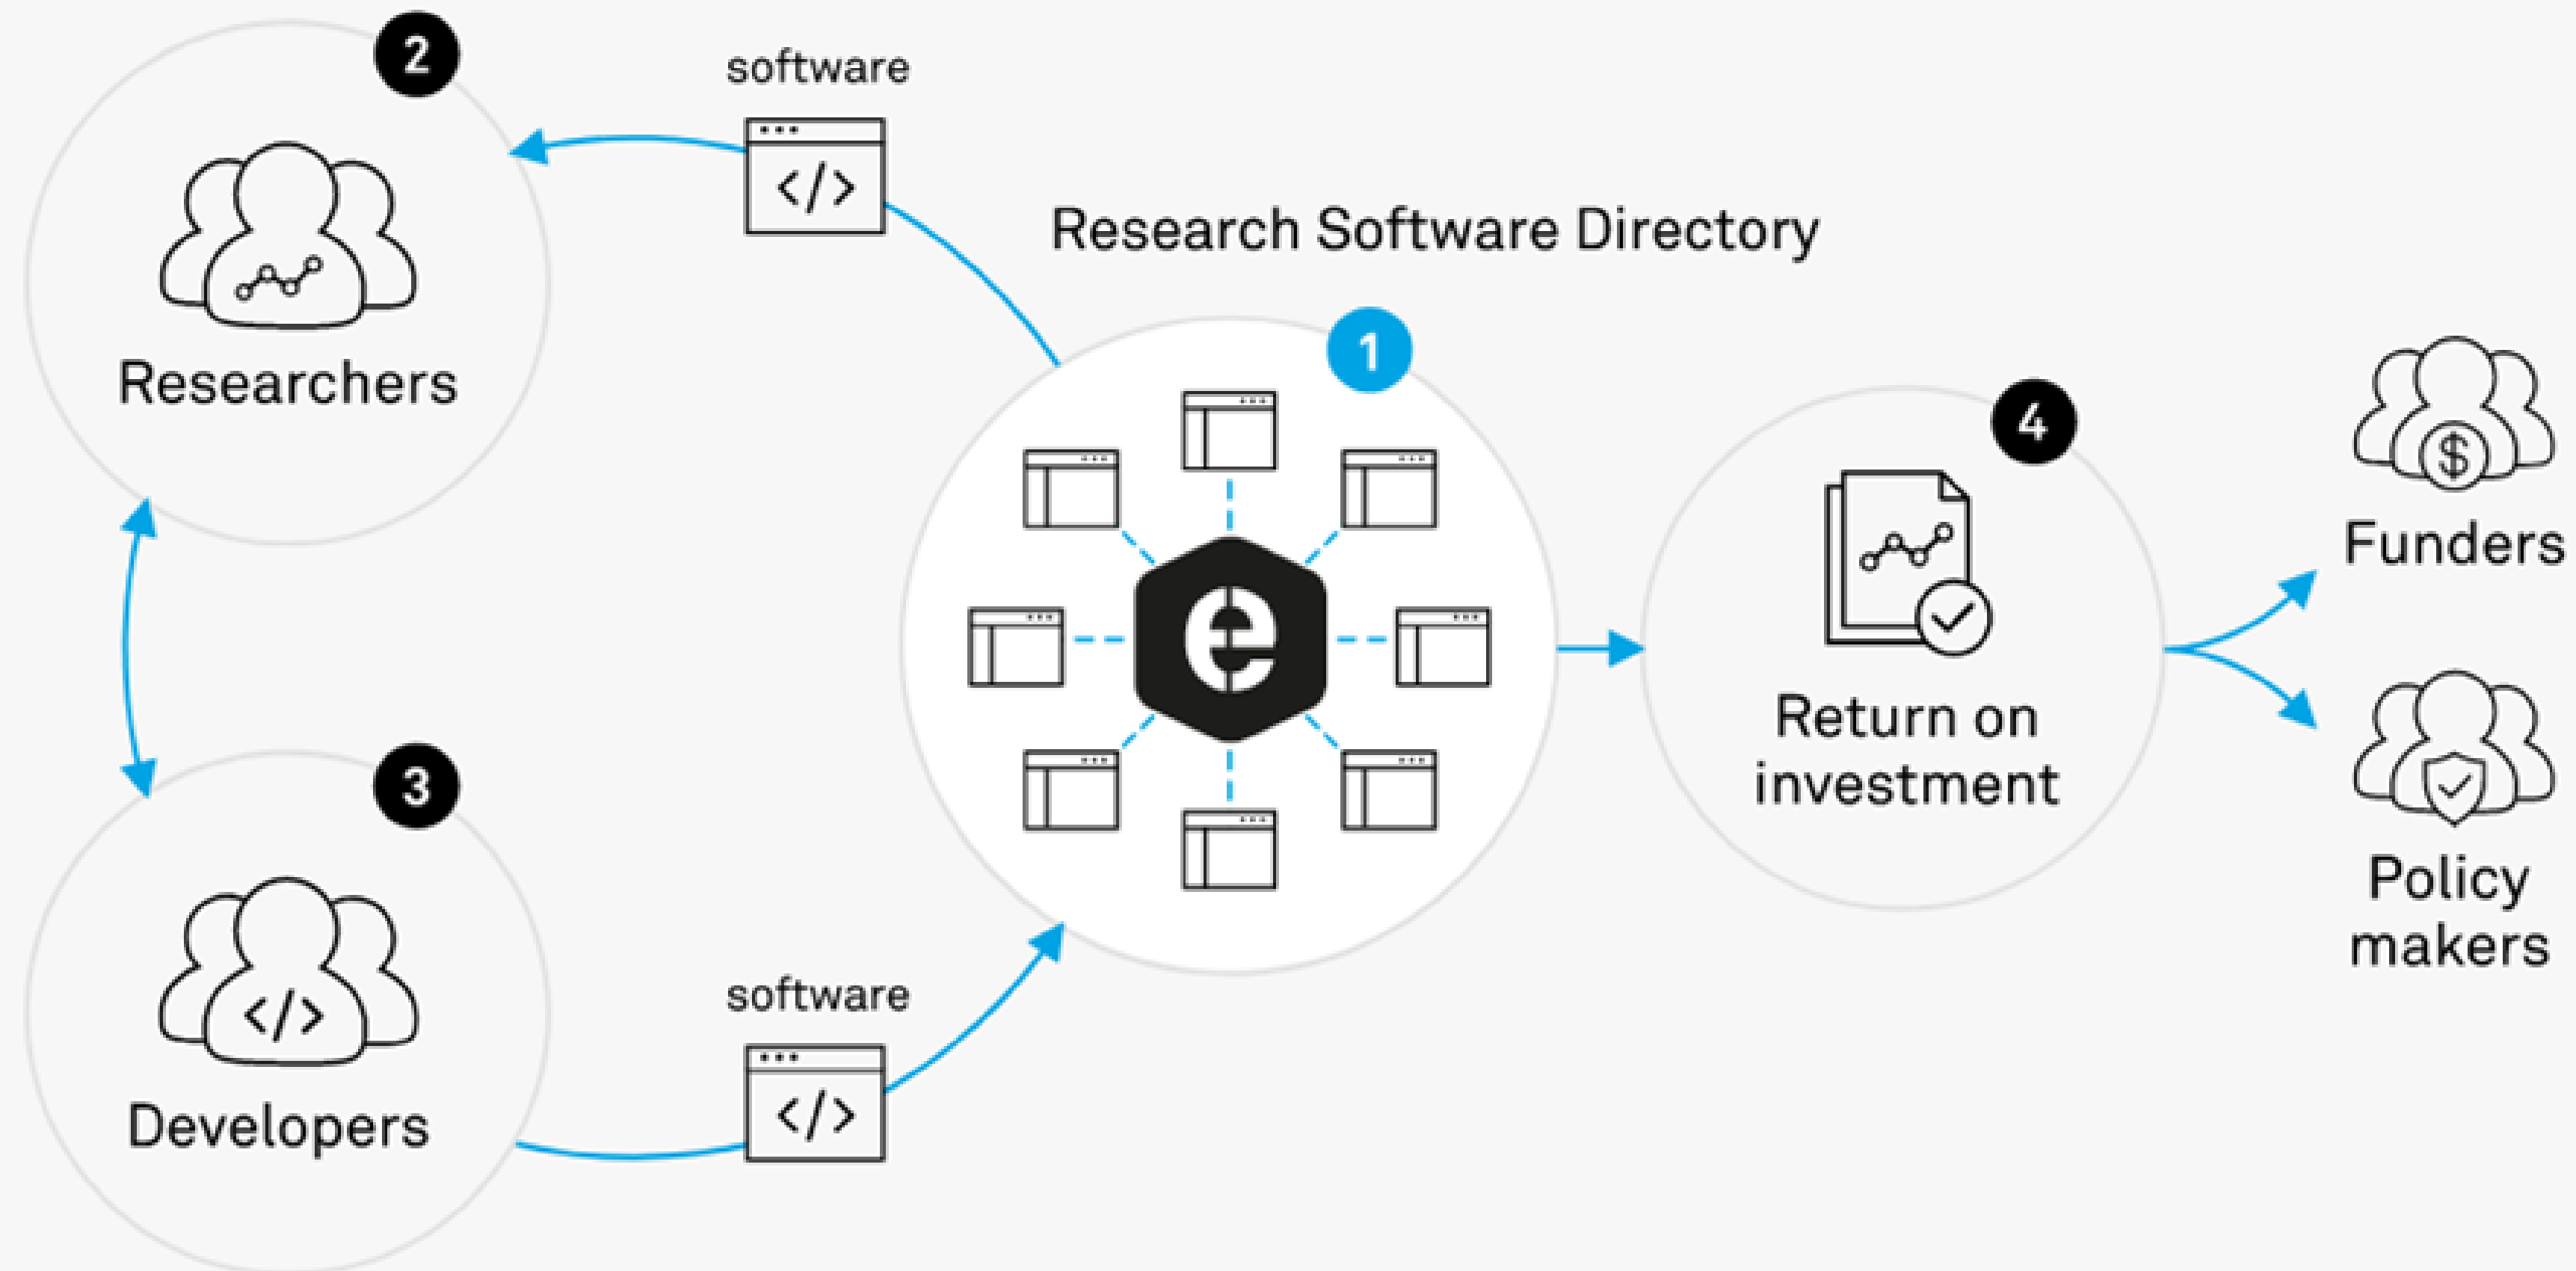 2
software
</>
Research Software Directory
Researchers
1
e
4
$
Funders
Return on
investment
3
Policy
makers
software
</>
</>
Developers